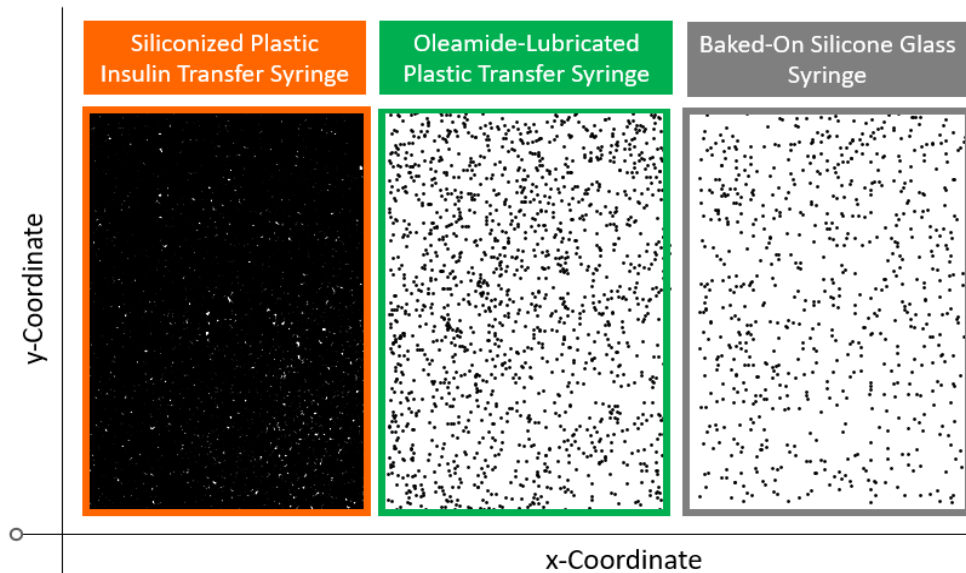 Siliconized Plastic
Insulin Transfer Syringe
Oleamide-Lubricated
Plastic Transfer Syringe
Baked-On Silicone Glass
Syringe
y-Coordinate
x-Coordinate